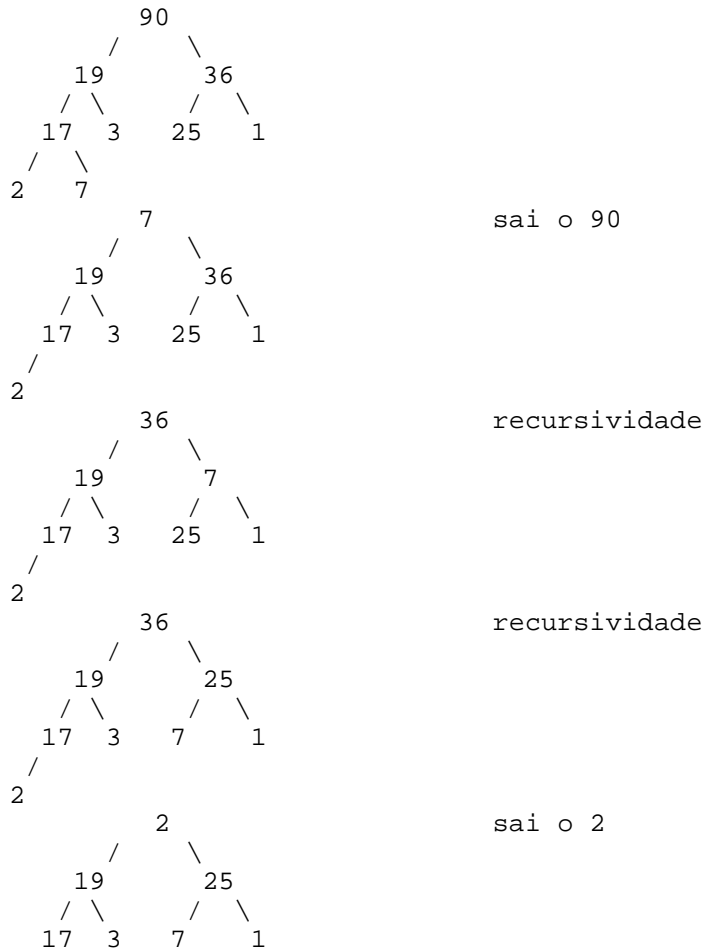 90
/ \
19 36
/ \ / \
17 3 25 1
/ \
2 7
7 sai o 90
/ \
19 36
/ \ / \
17 3 25 1
/
2
36 recursividade
/ \
19 7
/ \ / \
17 3 25 1
/
2
36 recursividade
/ \
19 25
/ \ / \
17 3 7 1
/
2
2 sai o 2
/ \
19 25
/ \ / \
17 3 7 1